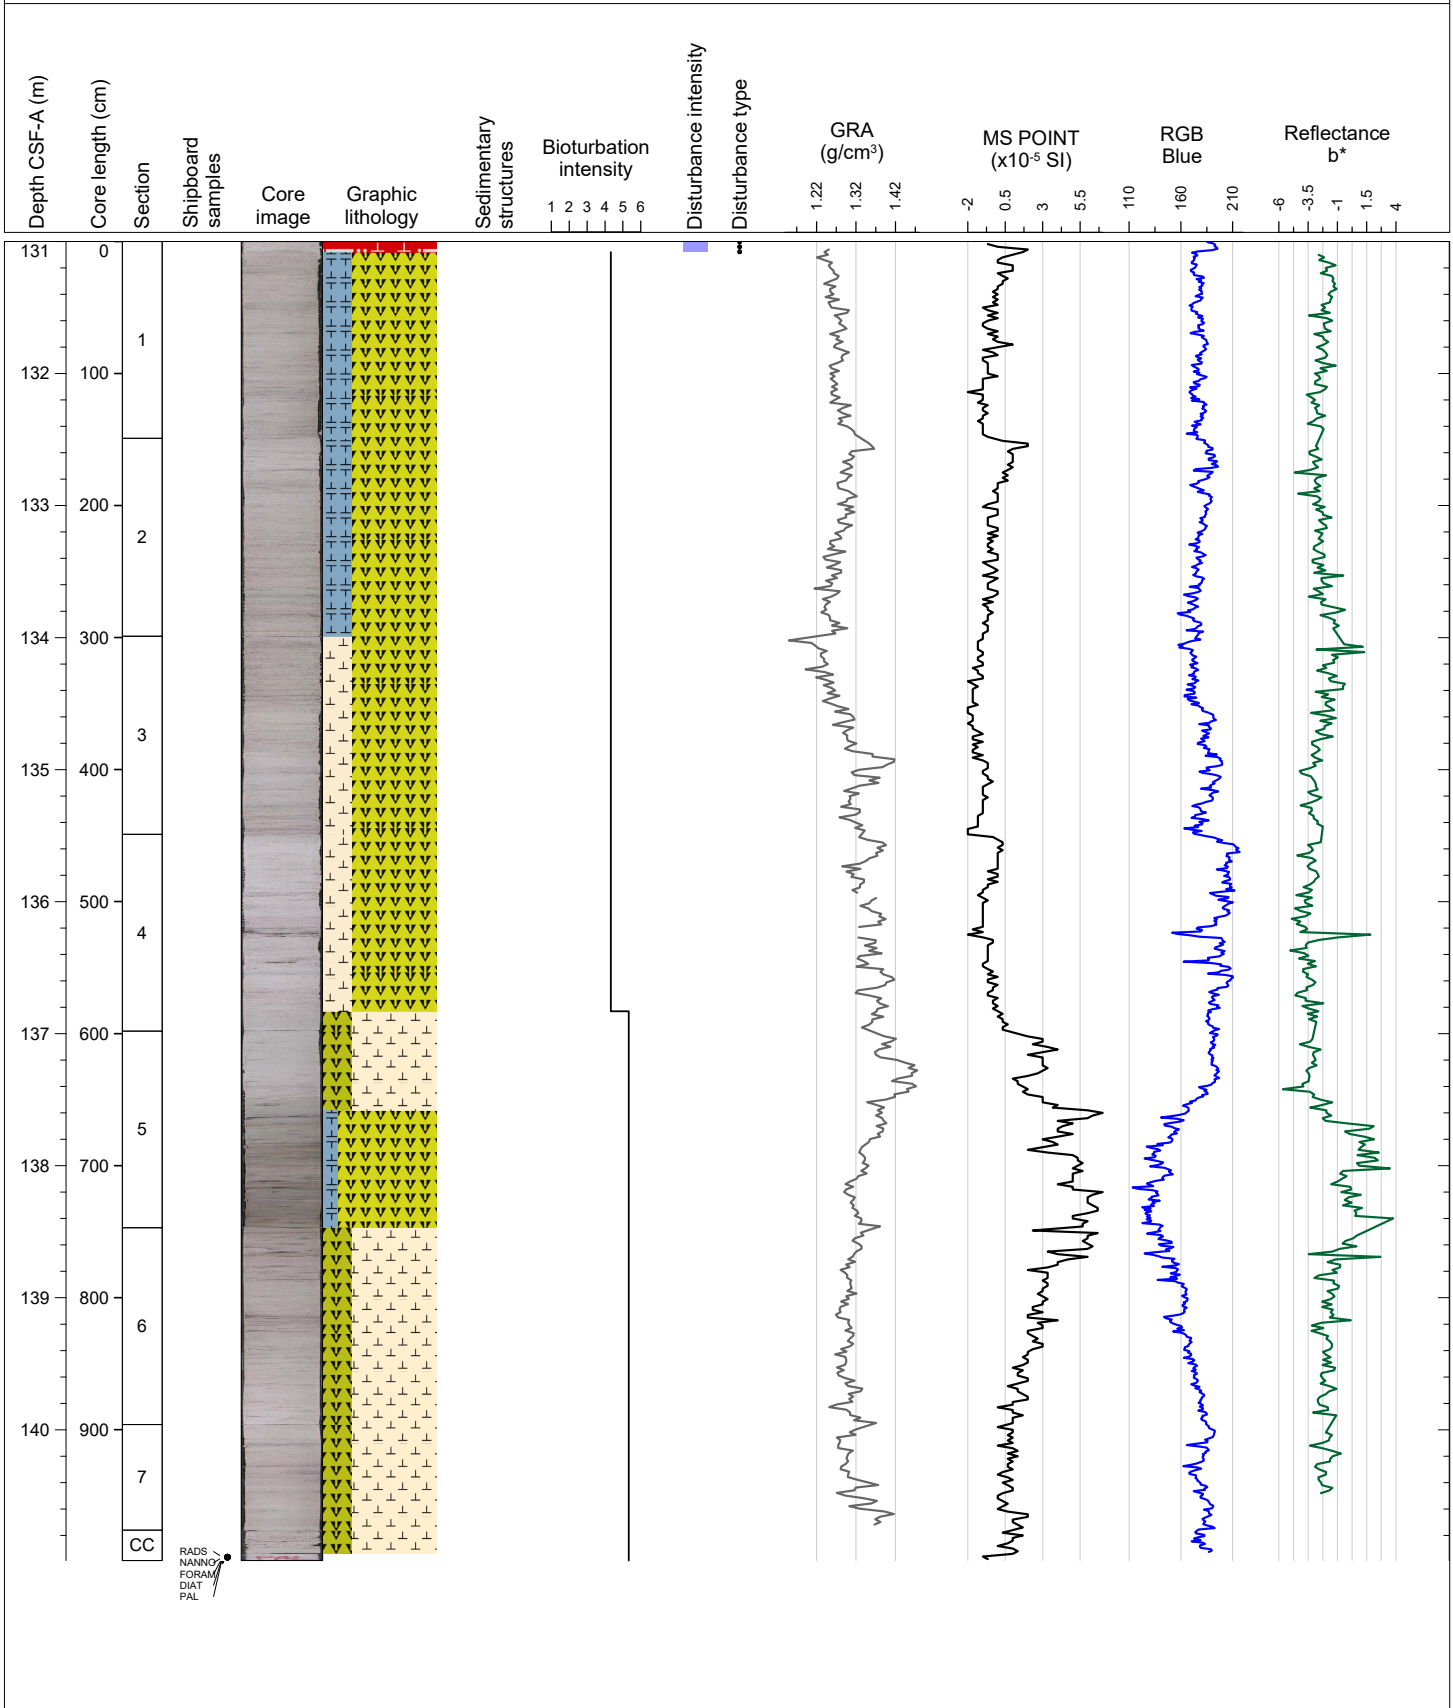 Depth CSF-A (m)
Core length (cm)
Section
Shipboard
samples
Core
image
Graphic
lithology
Sedimentary
structures
Bioturbation
intensity
1 2 3 4 5 6
Disturbance intensity
Disturbance type
GRA
(g/cm³)
1.22 1.32 1.42
MS POINT
(x10⁻⁵ SI)
-2 0.5 3 5.5
RGB
Blue
110 160 210
Reflectance
b*
-6 -3.5 -1 1.5 4
131 0
1
132 100
133 200
2
134 300
3
135 400
136 500
4
137 600
5
138 700
139 800
6
140 900
7
CC
RADS
NANNO
FORAM
DIAT
PAL